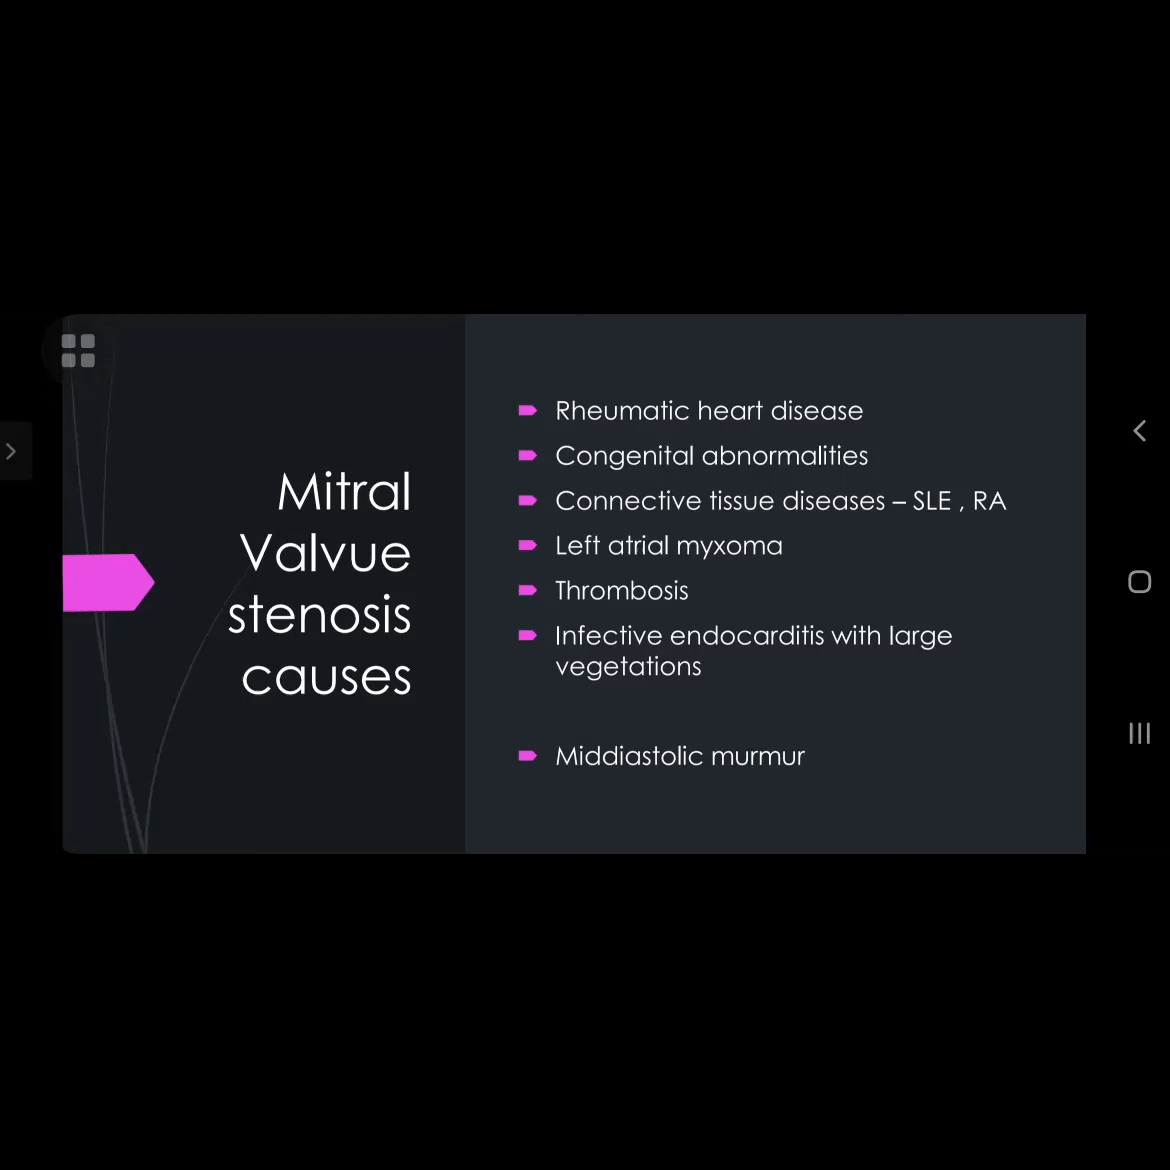 Mitral
Valvue
stenosis
causes
Rheumatic heart disease
Congenital abnormalities
Connective tissue diseases – SLE , RA
Left atrial myxoma
Thrombosis
Infective endocarditis with large
vegetations
Middiastolic murmur